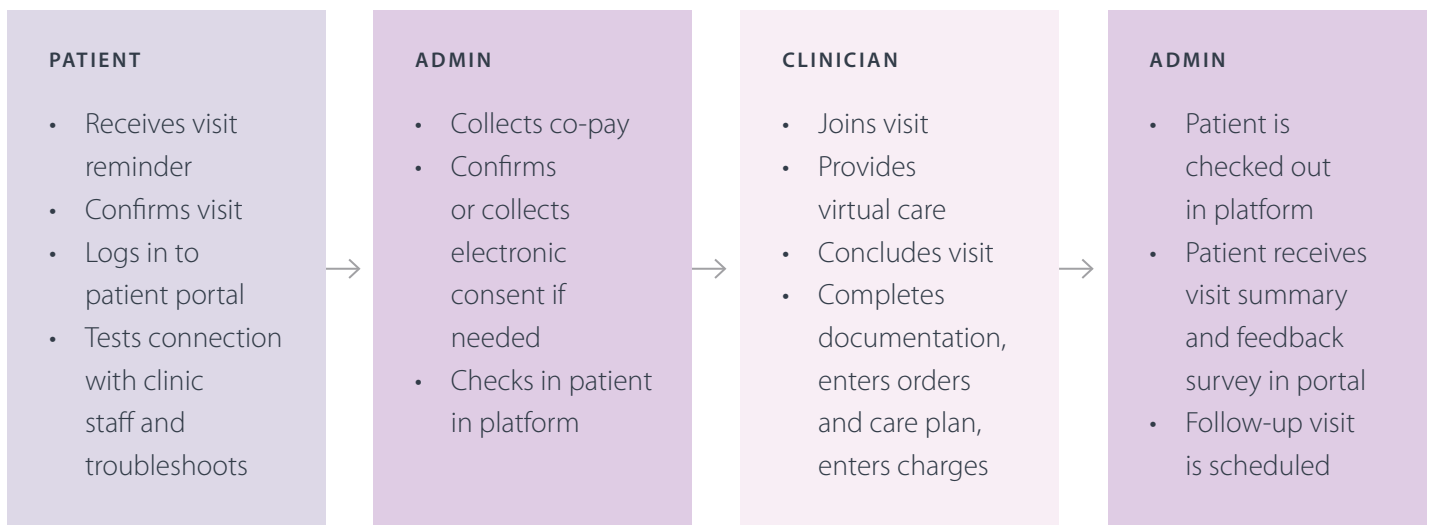 PATIENT
• Receives visit
reminder
• Confirms visit
• Logs in to
patient portal
• Tests connection
with clinic
staff and
troubleshoots
ADMIN
• Collects co-pay
• Confirms
or collects
electronic
consent if
needed
• Checks in patient
in platform
CLINICIAN
• Joins visit
• Provides
virtual care
• Concludes visit
• Completes
documentation,
enters orders
and care plan,
enters charges
ADMIN
• Patient is
checked out
in platform
• Patient receives
visit summary
and feedback
survey in portal
• Follow-up visit
is scheduled